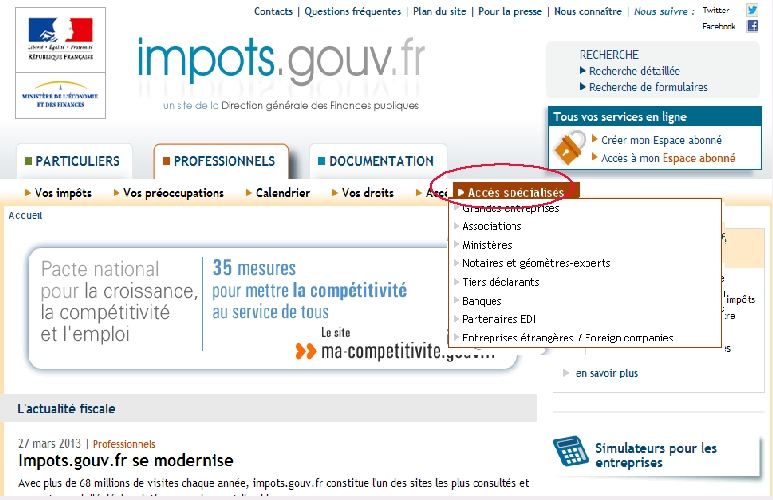 Contacts | Questions fréquentes | Plan du site | Pour la presse | Nous connaître | Nous suivre : Twitter
Facebook
Liberté • Égalité • Fraternité
RÉPUBLIQUE FRANÇAISE
MINISTÈRE DE L'ÉCONOMIE
ET DES FINANCES
impots.gouv.fr
un site de la Direction générale des Finances publiques
RECHERCHE
Recherche détaillée
Recherche de formulaires
Tous vos services en ligne
Créer mon Espace abonné
Accès à mon Espace abonné
PARTICULIERS
PROFESSIONNELS
DOCUMENTATION
Vos impôts
Vos préoccupations
Calendrier
Vos droits
Accè
Accès spécialisés
Grandes entreprises
Associations
Ministères
Notaires et géomètres-experts
Tiers déclarants
Banques
Partenaires EDI
Entreprises étrangères / Foreign companies
Accueil
Pacte national
pour la croissance,
la compétitivité
et l'emploi
35 mesures
pour mettre la compétitivité
au service de tous
Le site
ma-competitivite.gouv.fr
impôts
tre
es
en savoir plus
L'actualité fiscale
27 mars 2013 | Professionnels
Impots.gouv.fr se modernise
Avec plus de 68 millions de visites chaque année, impots.gouv.fr constitue l'un des sites les plus consultés et
Simulateurs pour les
entreprises